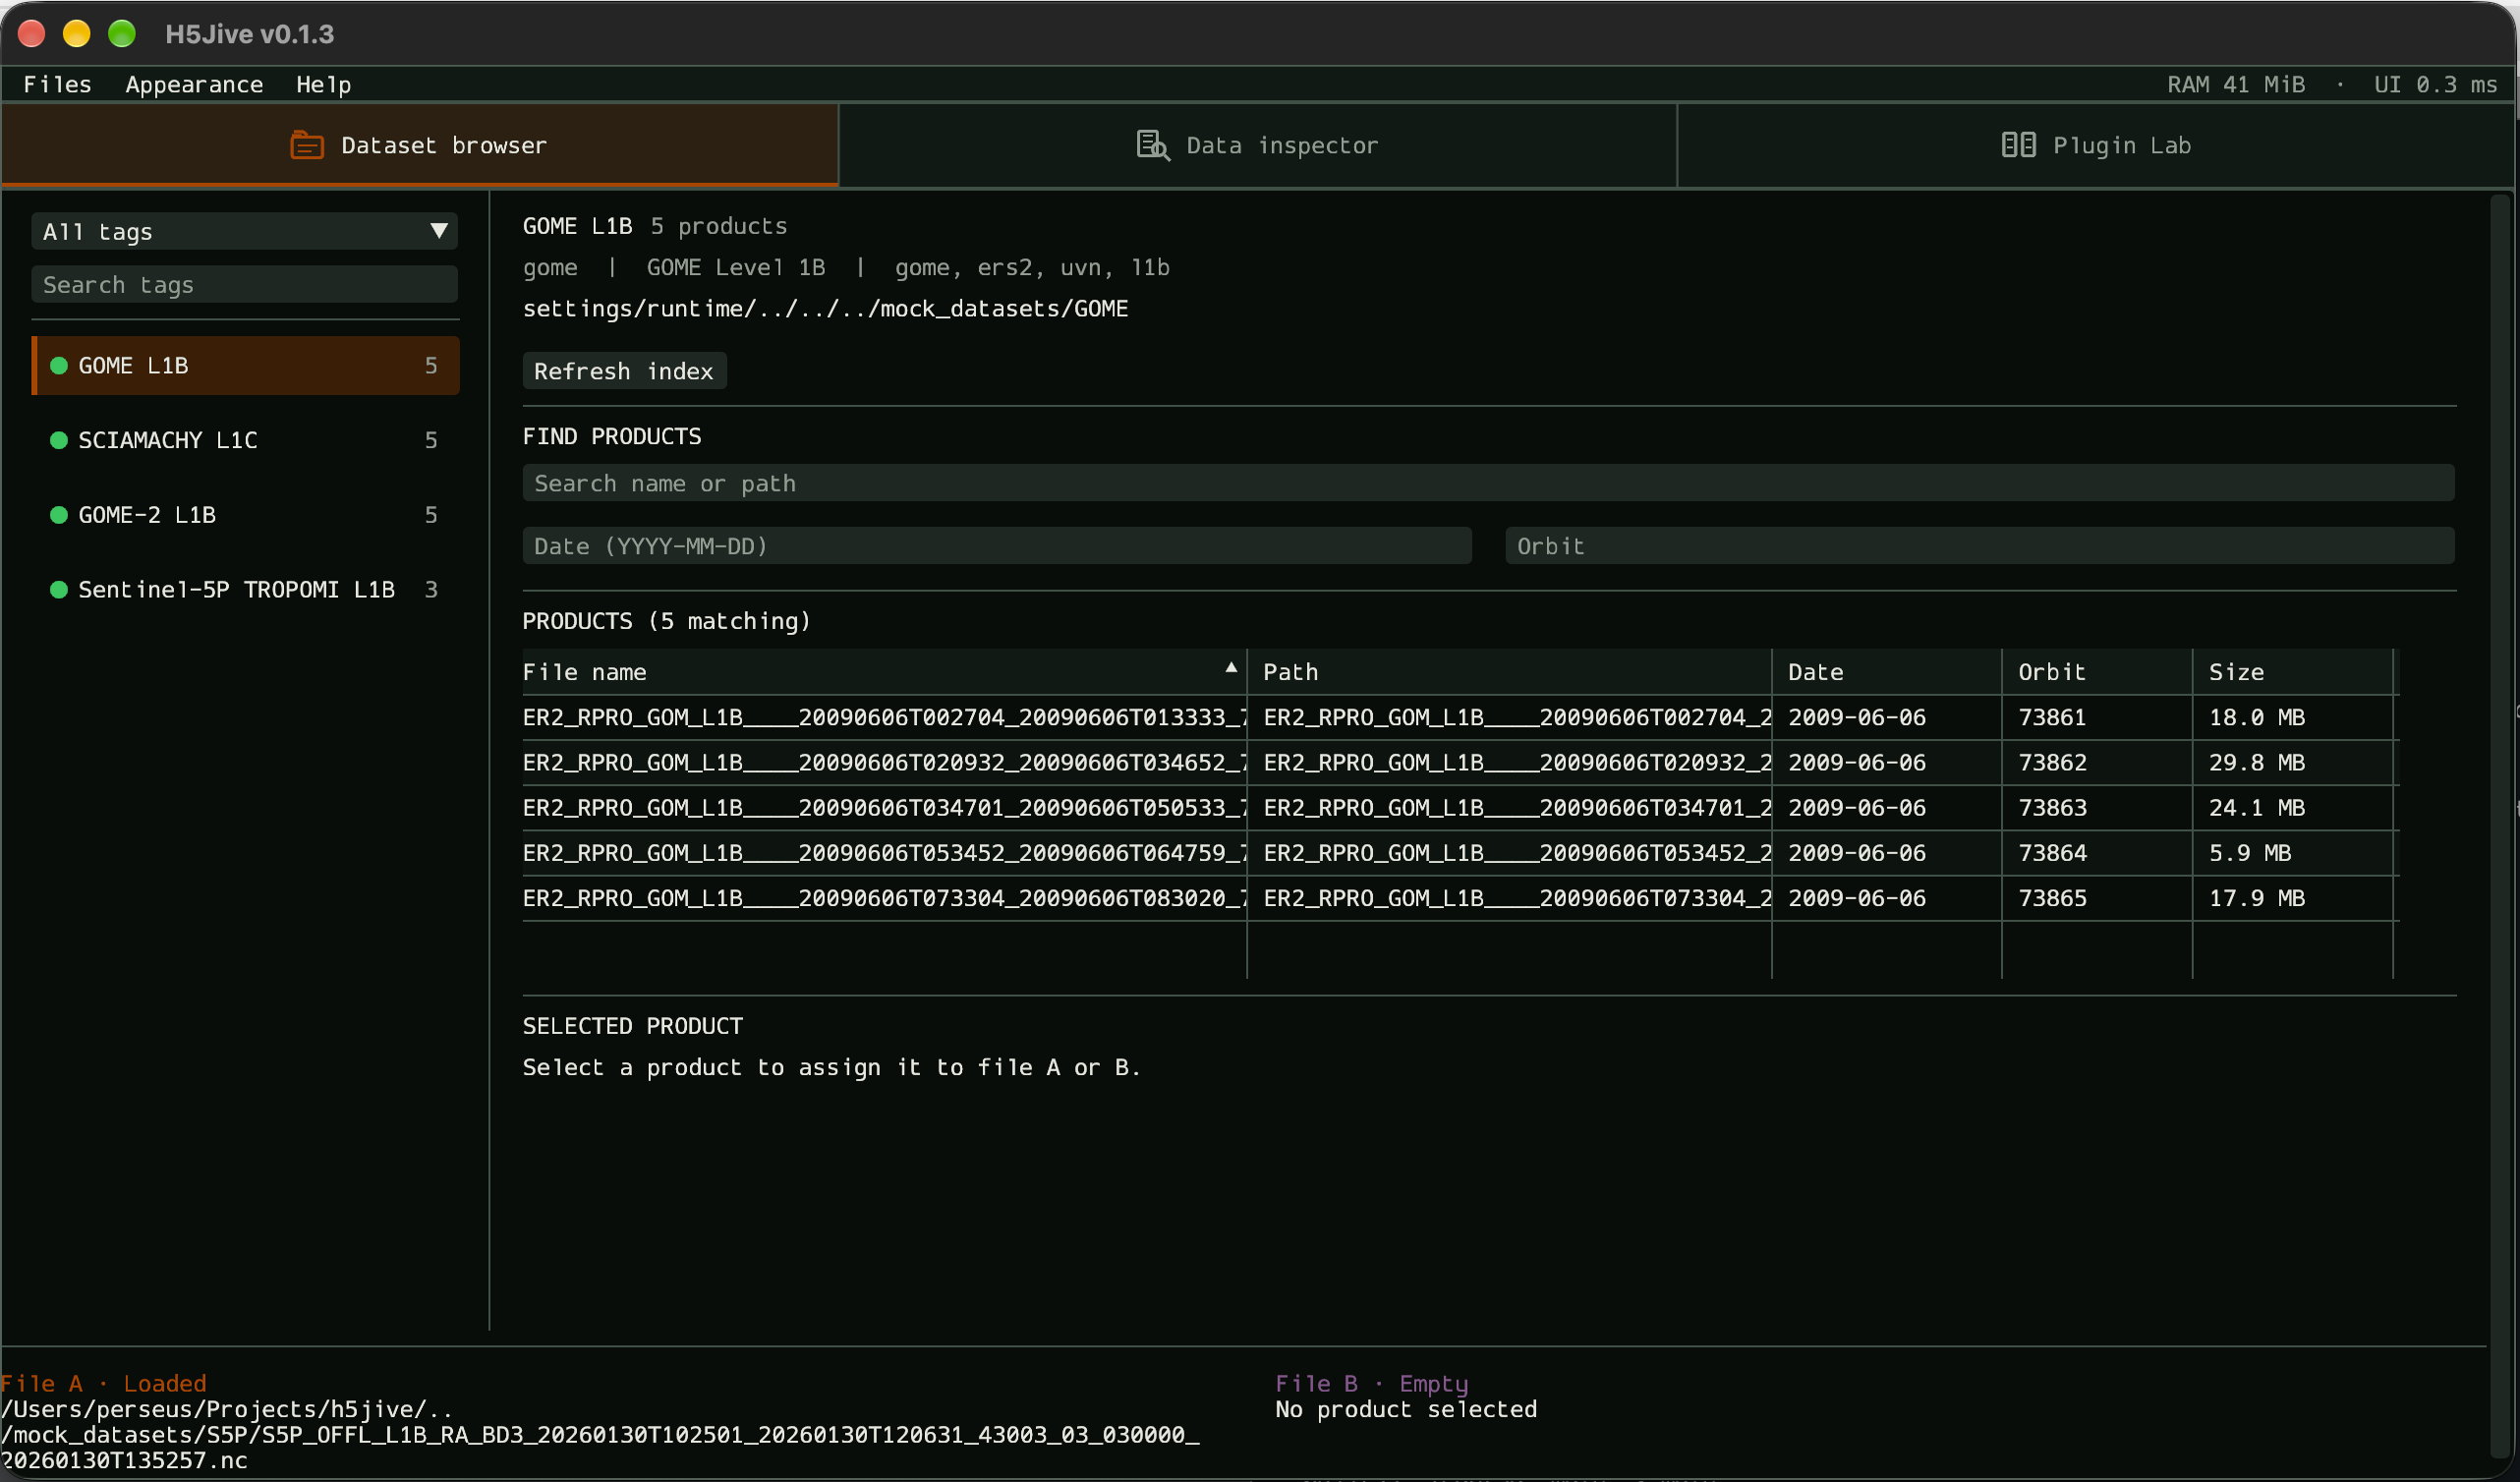 H5Jive v0.1.3
Files Appearance Help RAM 41 MiB · UI 0.3 ms
Dataset browser Data inspector Plugin Lab
All tags
Search tags
GOME L1B 5
SCIAMACHY L1C 5
GOME-2 L1B 5
Sentinel-5P TROPOMI L1B 3
GOME L1B 5 products
gome | GOME Level 1B | gome, ers2, uvn, l1b
settings/runtime/../../../mock_datasets/GOME
Refresh index
FIND PRODUCTS
Search name or path
Date (YYYY-MM-DD) Orbit
PRODUCTS (5 matching)
File name Path Date Orbit Size
ER2_RPRO_GOM_L1B____20090606T002704_20090606T013333_7 ER2_RPRO_GOM_L1B____20090606T002704_2 2009-06-06 73861 18.0 MB
ER2_RPRO_GOM_L1B____20090606T020932_20090606T034652_7 ER2_RPRO_GOM_L1B____20090606T020932_2 2009-06-06 73862 29.8 MB
ER2_RPRO_GOM_L1B____20090606T034701_20090606T050533_7 ER2_RPRO_GOM_L1B____20090606T034701_2 2009-06-06 73863 24.1 MB
ER2_RPRO_GOM_L1B____20090606T053452_20090606T064759_7 ER2_RPRO_GOM_L1B____20090606T053452_2 2009-06-06 73864 5.9 MB
ER2_RPRO_GOM_L1B____20090606T073304_20090606T083020_7 ER2_RPRO_GOM_L1B____20090606T073304_2 2009-06-06 73865 17.9 MB
SELECTED PRODUCT
Select a product to assign it to file A or B.
File A · Loaded
/Users/perseus/Projects/h5jive/..
/mock_datasets/S5P/S5P_OFFL_L1B_RA_BD3_20260130T102501_20260130T120631_43003_03_030000_
20260130T135257.nc
File B · Empty
No product selected